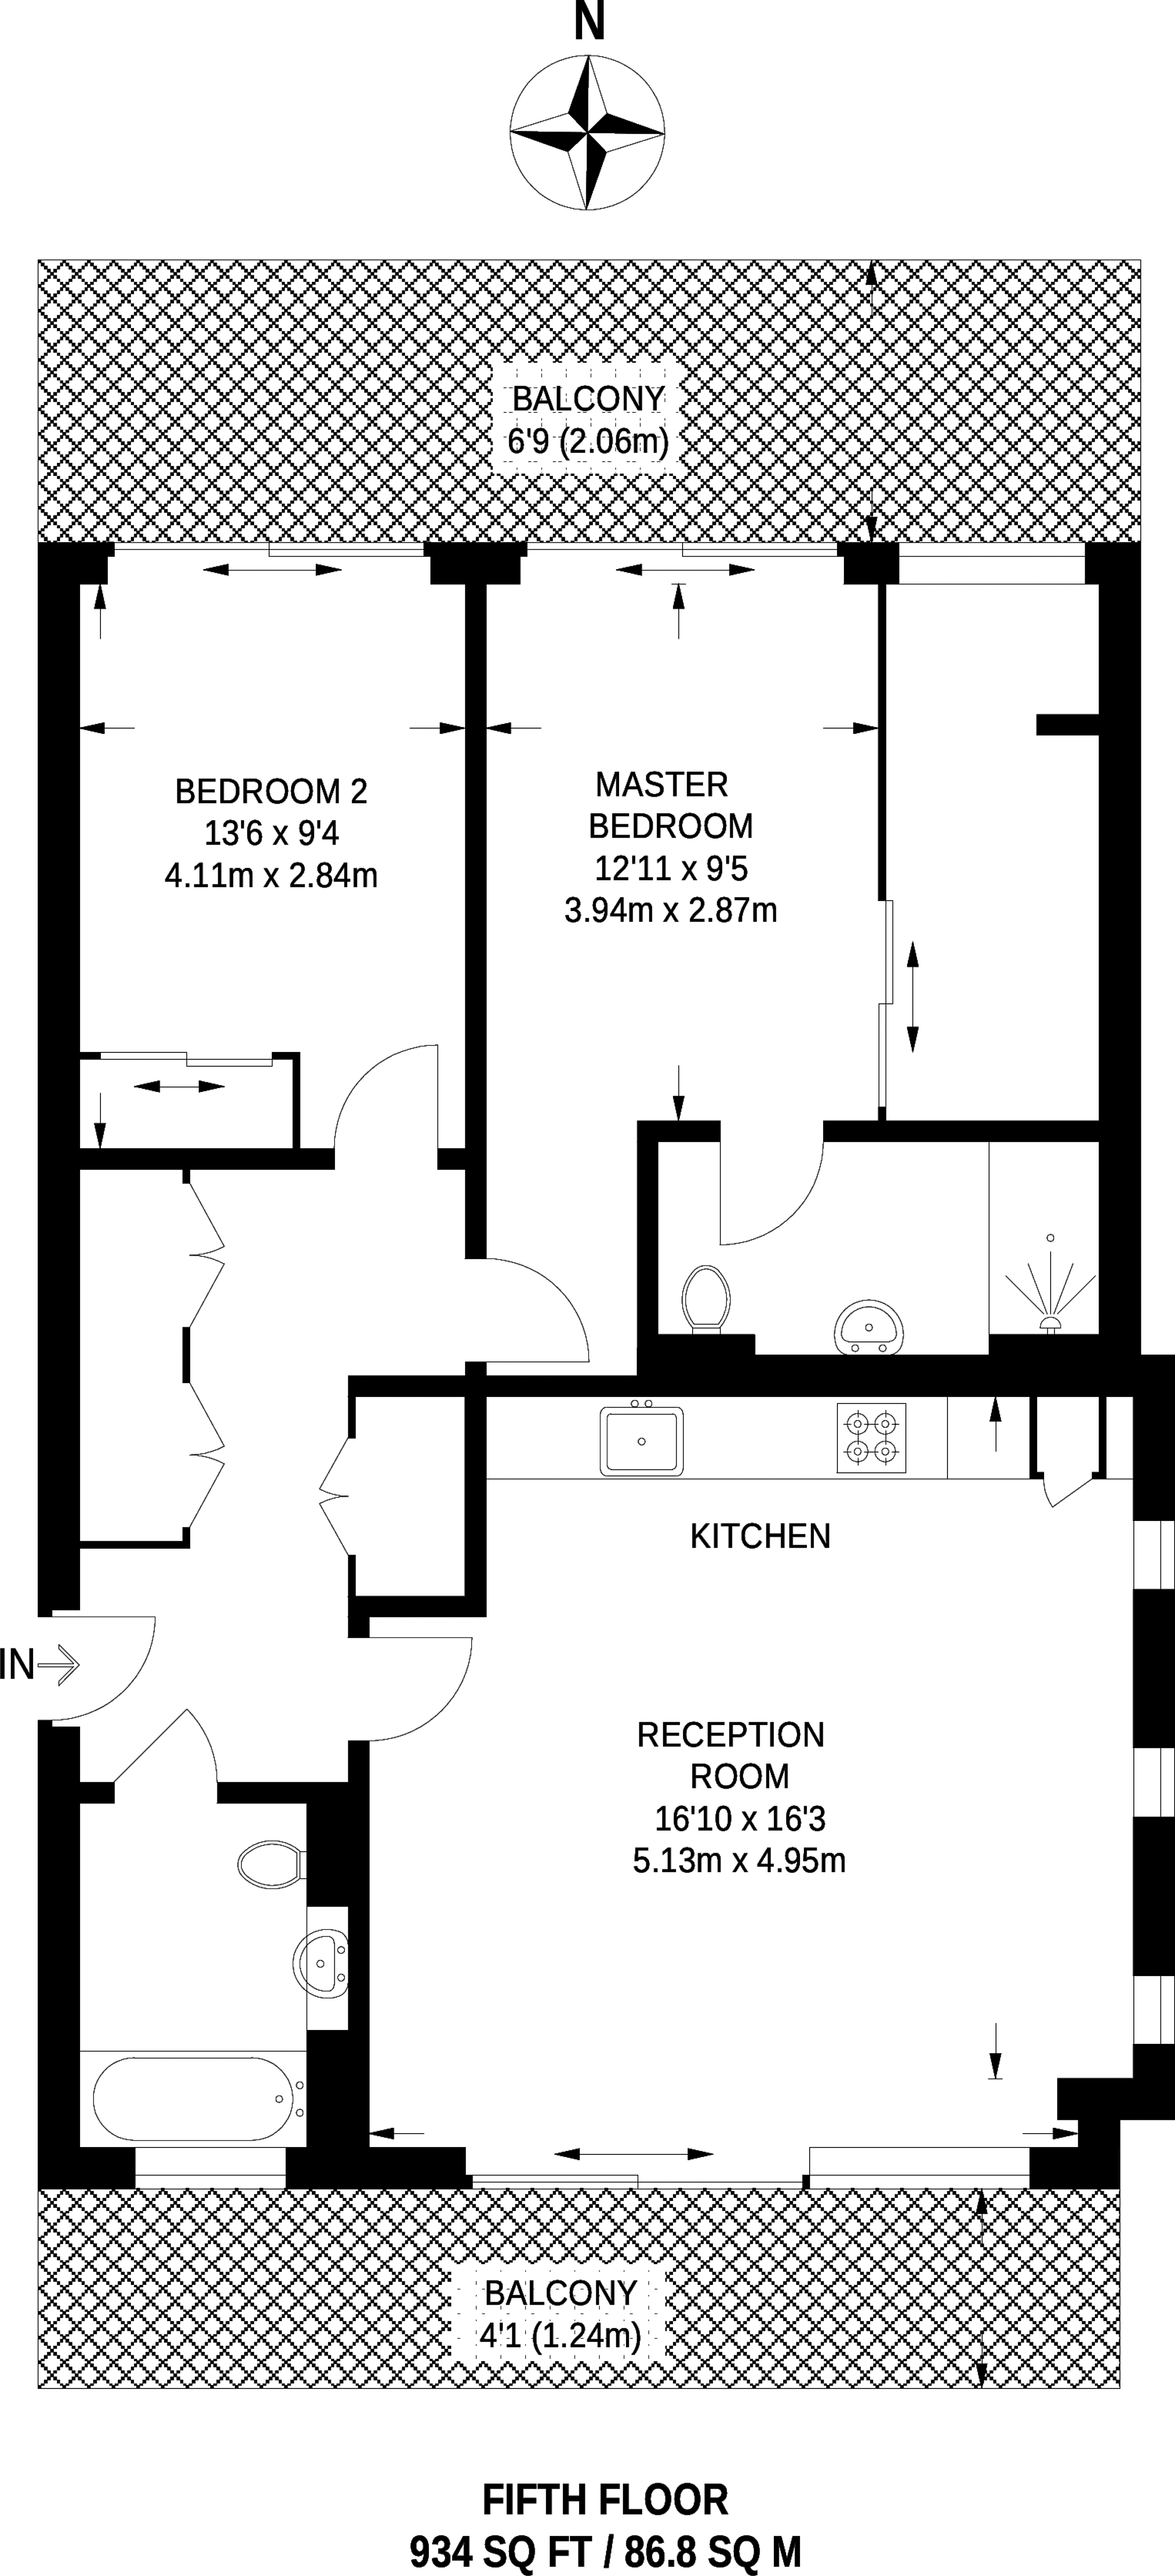 N
BALCONY
6'9 (2.06m)
BEDROOM 2
13'6 x 9'4
4.11m x 2.84m
MASTER
BEDROOM
12'11 x 9'5
3.94m x 2.87m
KITCHEN
IN
RECEPTION
ROOM
16'10 x 16'3
5.13m x 4.95m
BALCONY
4'1 (1.24m)
FIFTH FLOOR
934 SQ FT / 86.8 SQ M